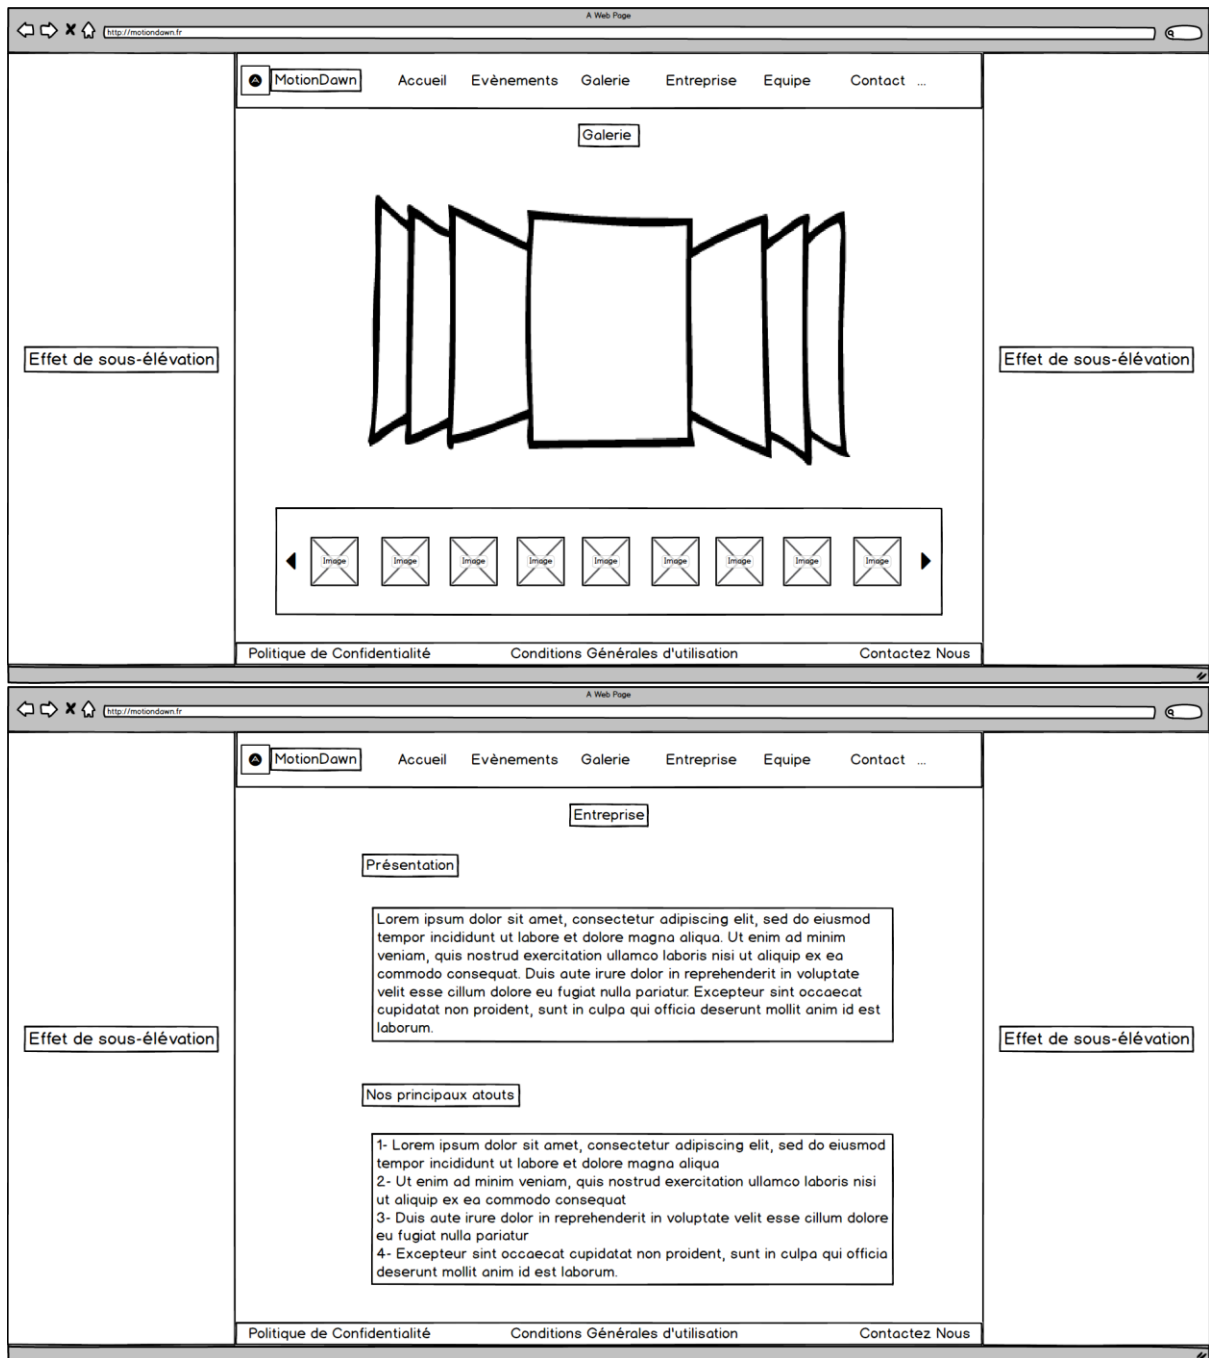 A Web Page
http://motiondawn.fr
MotionDawn Accueil Evènements Galerie Entreprise Equipe Contact ...
Galerie
Effet de sous-élévation
Effet de sous-élévation
Image Image Image Image Image Image Image Image Image
Politique de Confidentialité Conditions Générales d'utilisation Contactez Nous
A Web Page
http://motiondawn.fr
MotionDawn Accueil Evènements Galerie Entreprise Equipe Contact ...
Entreprise
Présentation
Lorem ipsum dolor sit amet, consectetur adipiscing elit, sed do eiusmod
tempor incididunt ut labore et dolore magna aliqua. Ut enim ad minim
veniam, quis nostrud exercitation ullamco laboris nisi ut aliquip ex ea
commodo consequat. Duis aute irure dolor in reprehenderit in voluptate
velit esse cillum dolore eu fugiat nulla pariatur. Excepteur sint occaecat
cupidatat non proident, sunt in culpa qui officia deserunt mollit anim id est
laborum.
Effet de sous-élévation
Effet de sous-élévation
Nos principaux atouts
1- Lorem ipsum dolor sit amet, consectetur adipiscing elit, sed do eiusmod
tempor incididunt ut labore et dolore magna aliqua
2- Ut enim ad minim veniam, quis nostrud exercitation ullamco laboris nisi
ut aliquip ex ea commodo consequat
3- Duis aute irure dolor in reprehenderit in voluptate velit esse cillum dolore
eu fugiat nulla pariatur
4- Excepteur sint occaecat cupidatat non proident, sunt in culpa qui officia
deserunt mollit anim id est laborum.
Politique de Confidentialité Conditions Générales d'utilisation Contactez Nous